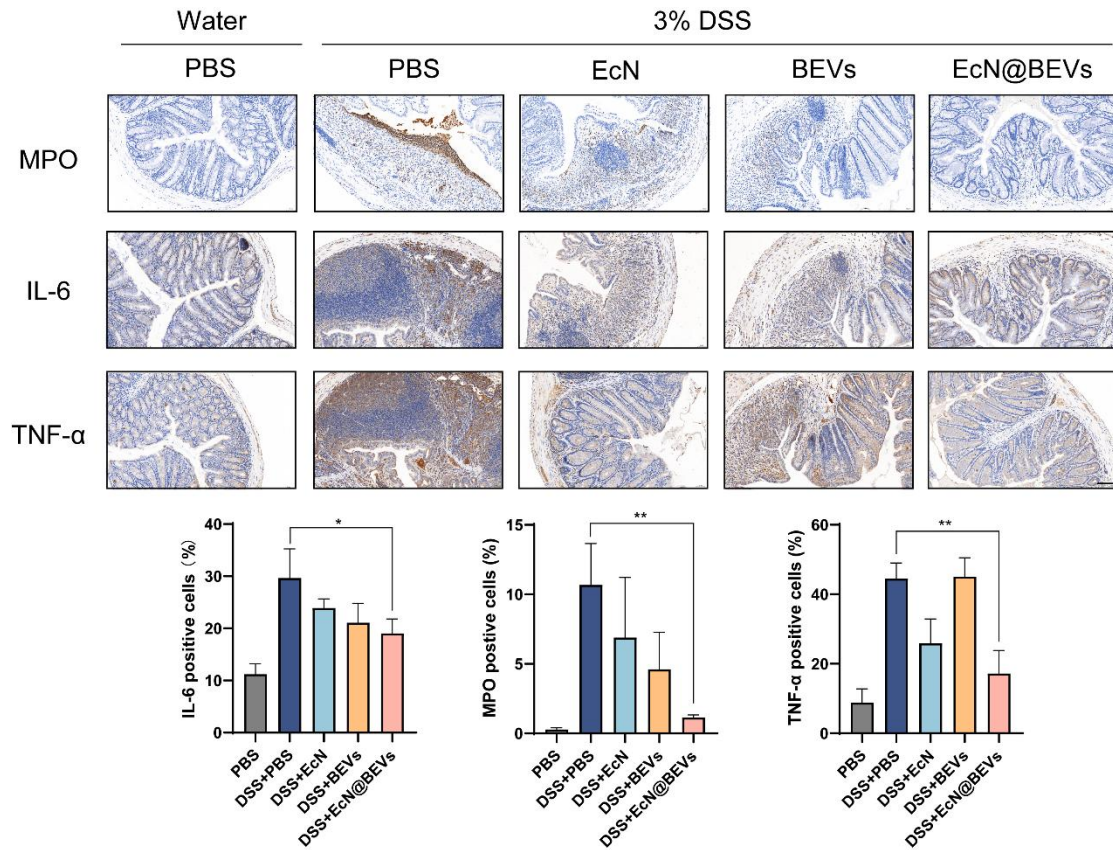 Water 3% DSS
PBS PBS EcN BEVs EcN@BEVs
MPO
IL-6
TNF-α
IL-6 positive cells (%)
40
30
20
10
0
*
PBS
DSS+PBS
DSS+EcN
DSS+BEVs
DSS+EcN@BEVs
MPO postive cells (%)
15
10
5
0
**
PBS
DSS+PBS
DSS+EcN
DSS+BEVs
DSS+EcN@BEVs
TNF-α positive cells (%)
60
40
20
0
**
PBS
DSS+PBS
DSS+EcN
DSS+BEVs
DSS+EcN@BEVs